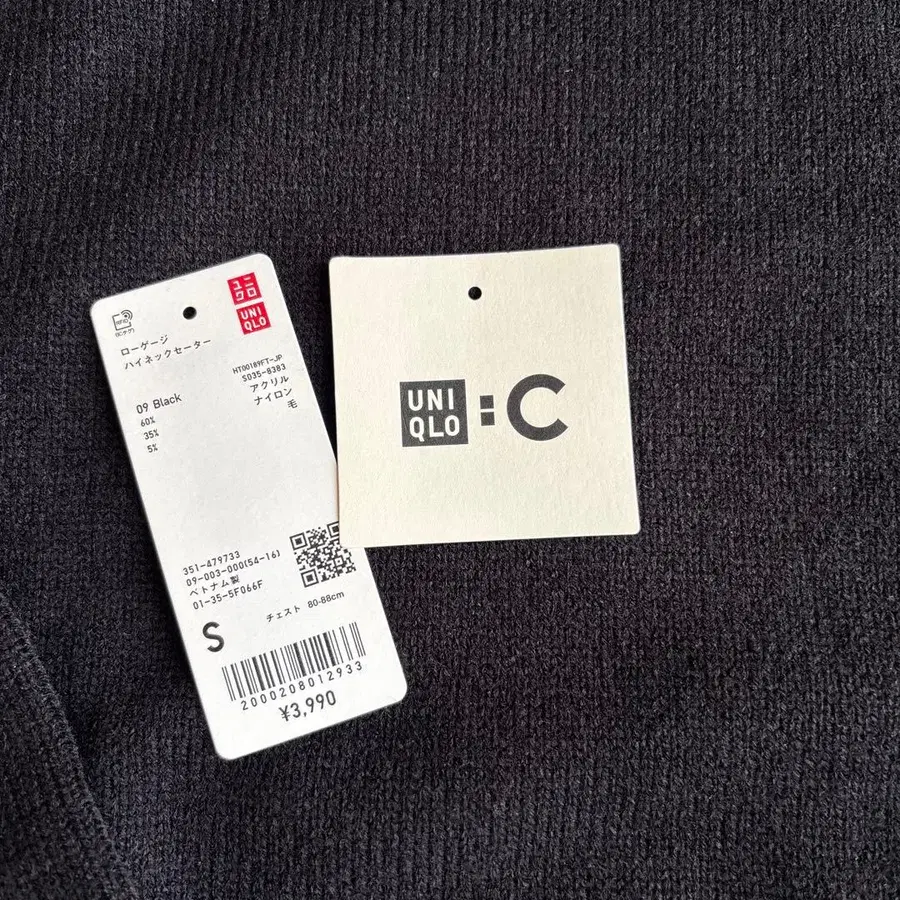 ユニ
クロ
UNI
QLO
RFID
ローゲージ
ハイネックセーター
HT00189FT-JP
S035-8383
09 Black
60%
アクリル
35%
ナイロン
5%
毛
351-479733
09-003-000(54-16)
ベトナム製
01-35-5F066F
S
チェスト 80-88cm
2000208012933
¥3,990
UNI
QLO
:C